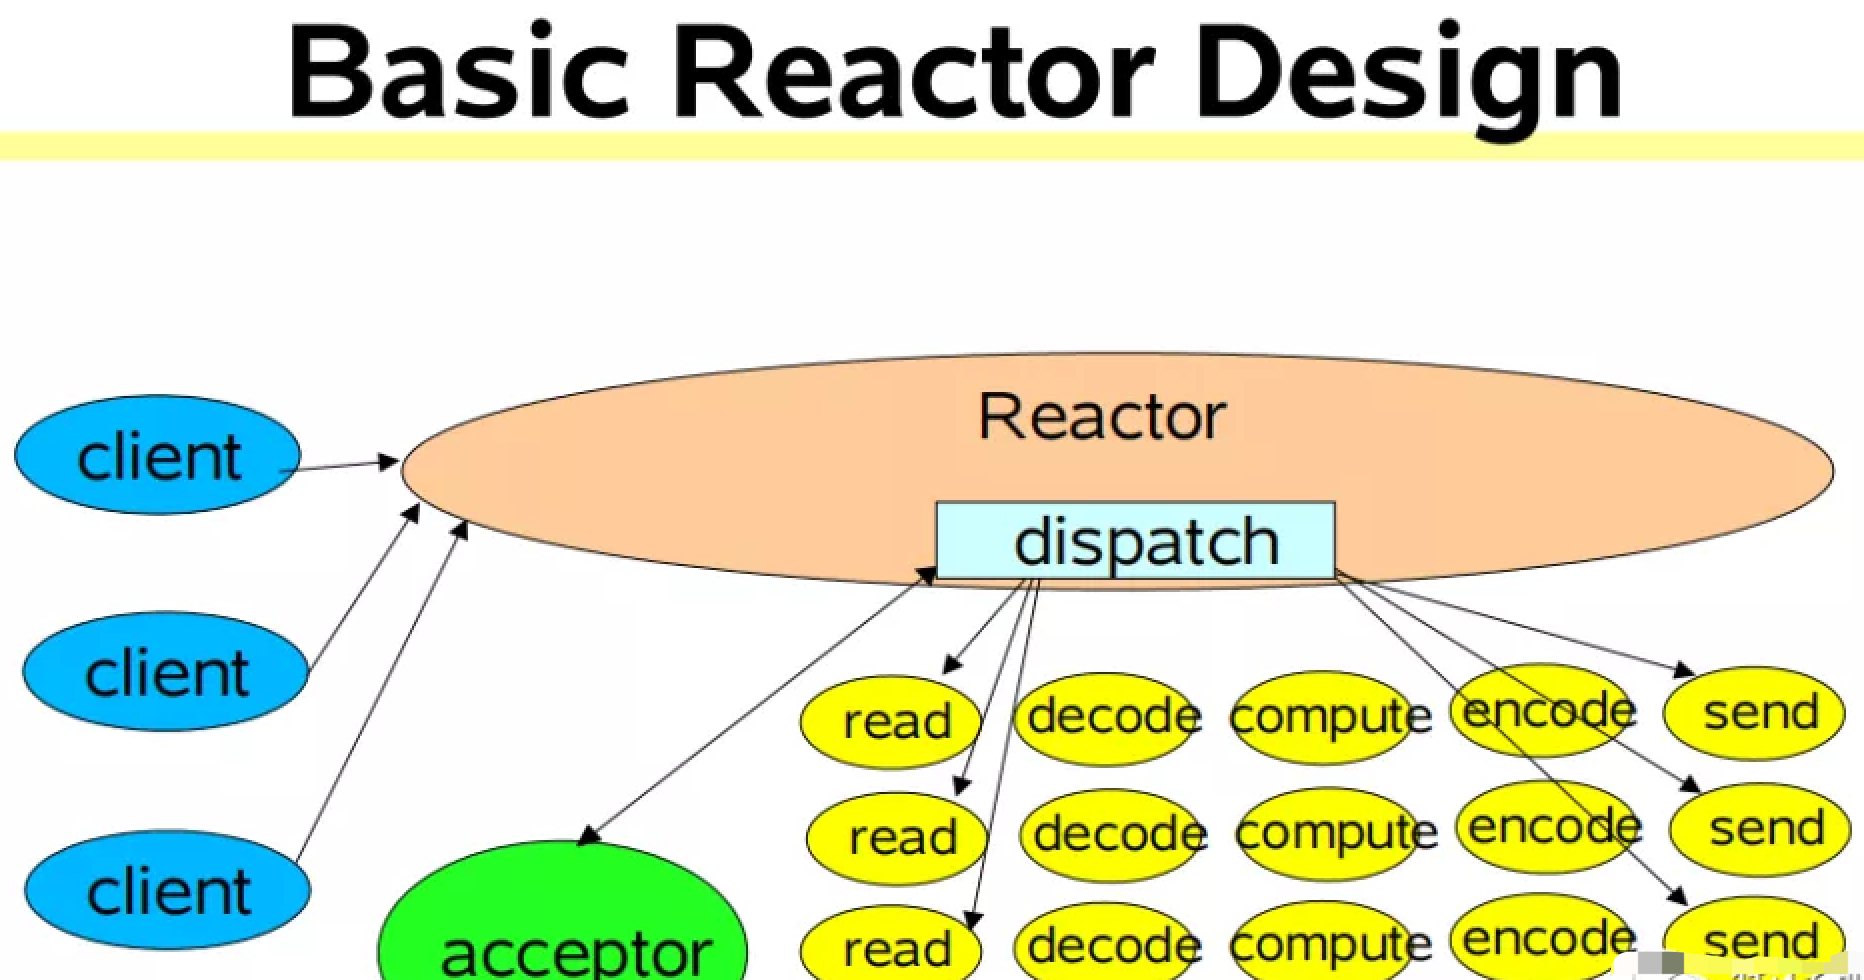 Basic Reactor Design
Reactor
dispatch
client
client
client
acceptor
read decode compute encode send
read decode compute encode send
read decode compute encode send